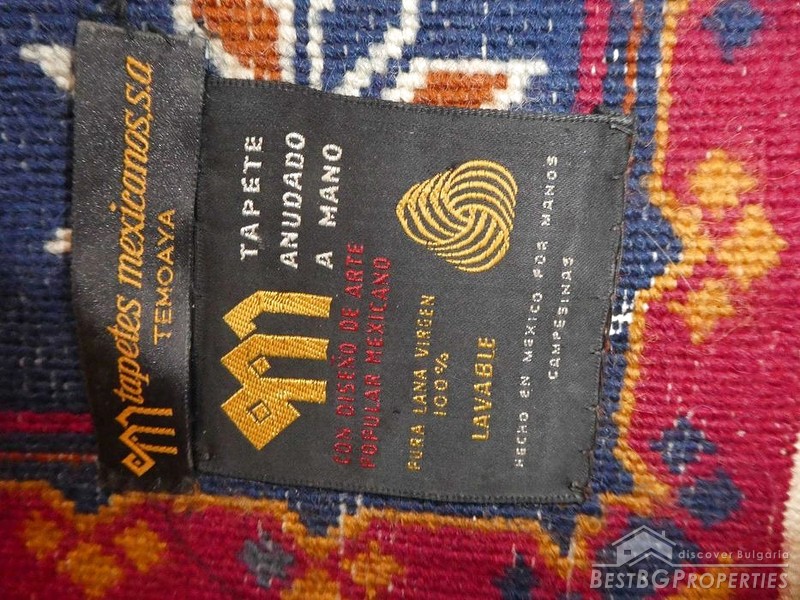 tapetes mexicanos.s.a
TEMOAYA
TAPETE
ANUDADO
A MANO
CON DISEÑO DE ARTE
POPULAR MEXICANO
PURA LANA VIRGEN
100%
LAVABLE
HECHO EN MEXICO POR MANOS
CAMPESINAS
discover Bulgaria
BESTBGPROPERTIES